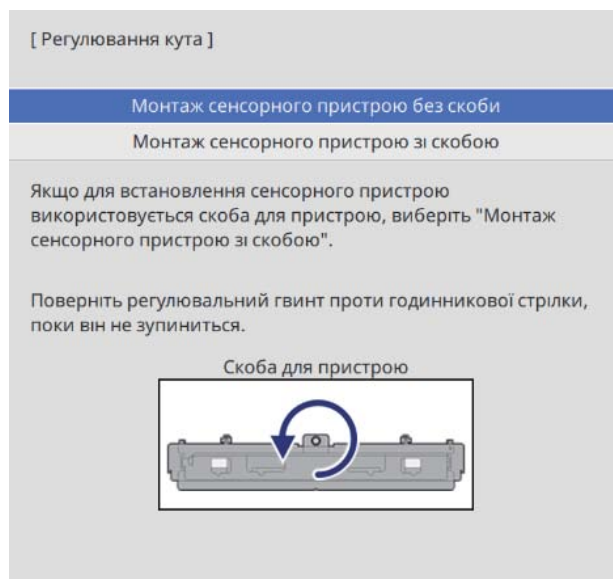 [ Регулювання кута ]
Монтаж сенсорного пристрою без скоби
Монтаж сенсорного пристрою зі скобою
Якщо для встановлення сенсорного пристрою
використовується скоба для пристрою, виберіть "Монтаж
сенсорного пристрою зі скобою".
Поверніть регулювальний гвинт проти годинникової стрілки,
поки він не зупиниться.
Скоба для пристрою